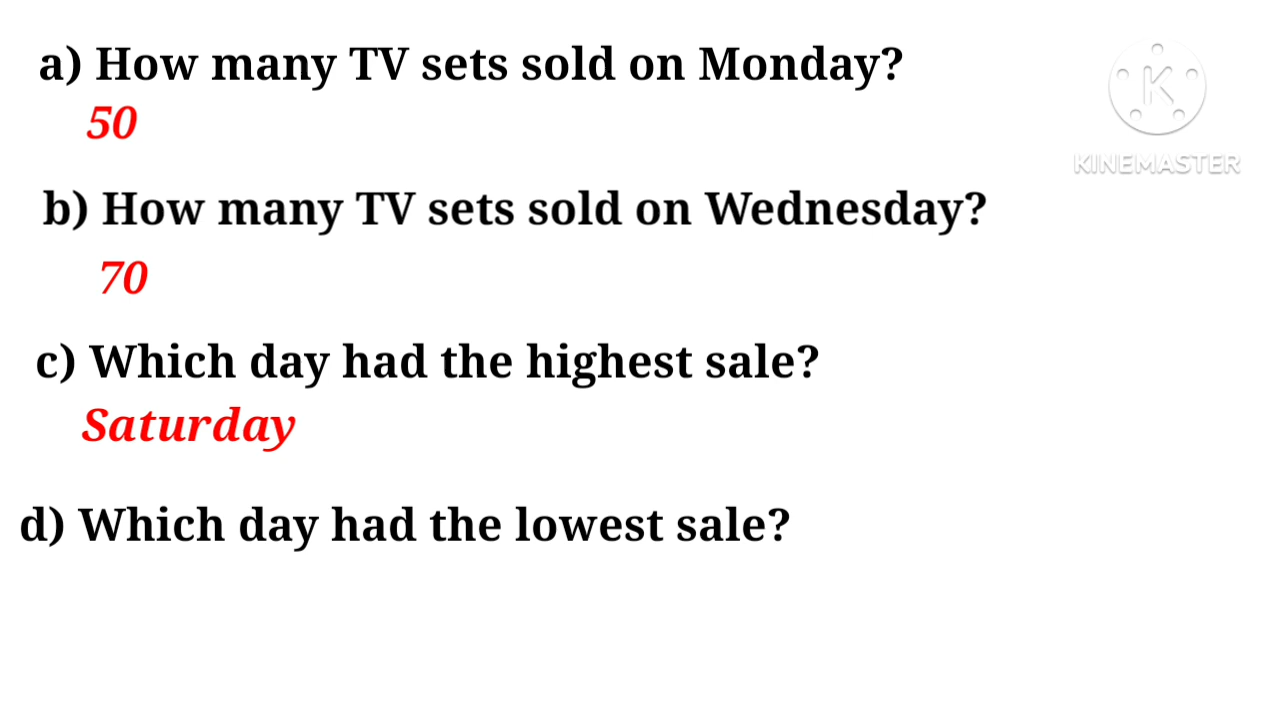 a) How many TV sets sold on Monday?
50
K
KINEMASTER
b) How many TV sets sold on Wednesday?
70
c) Which day had the highest sale?
Saturday
d) Which day had the lowest sale?